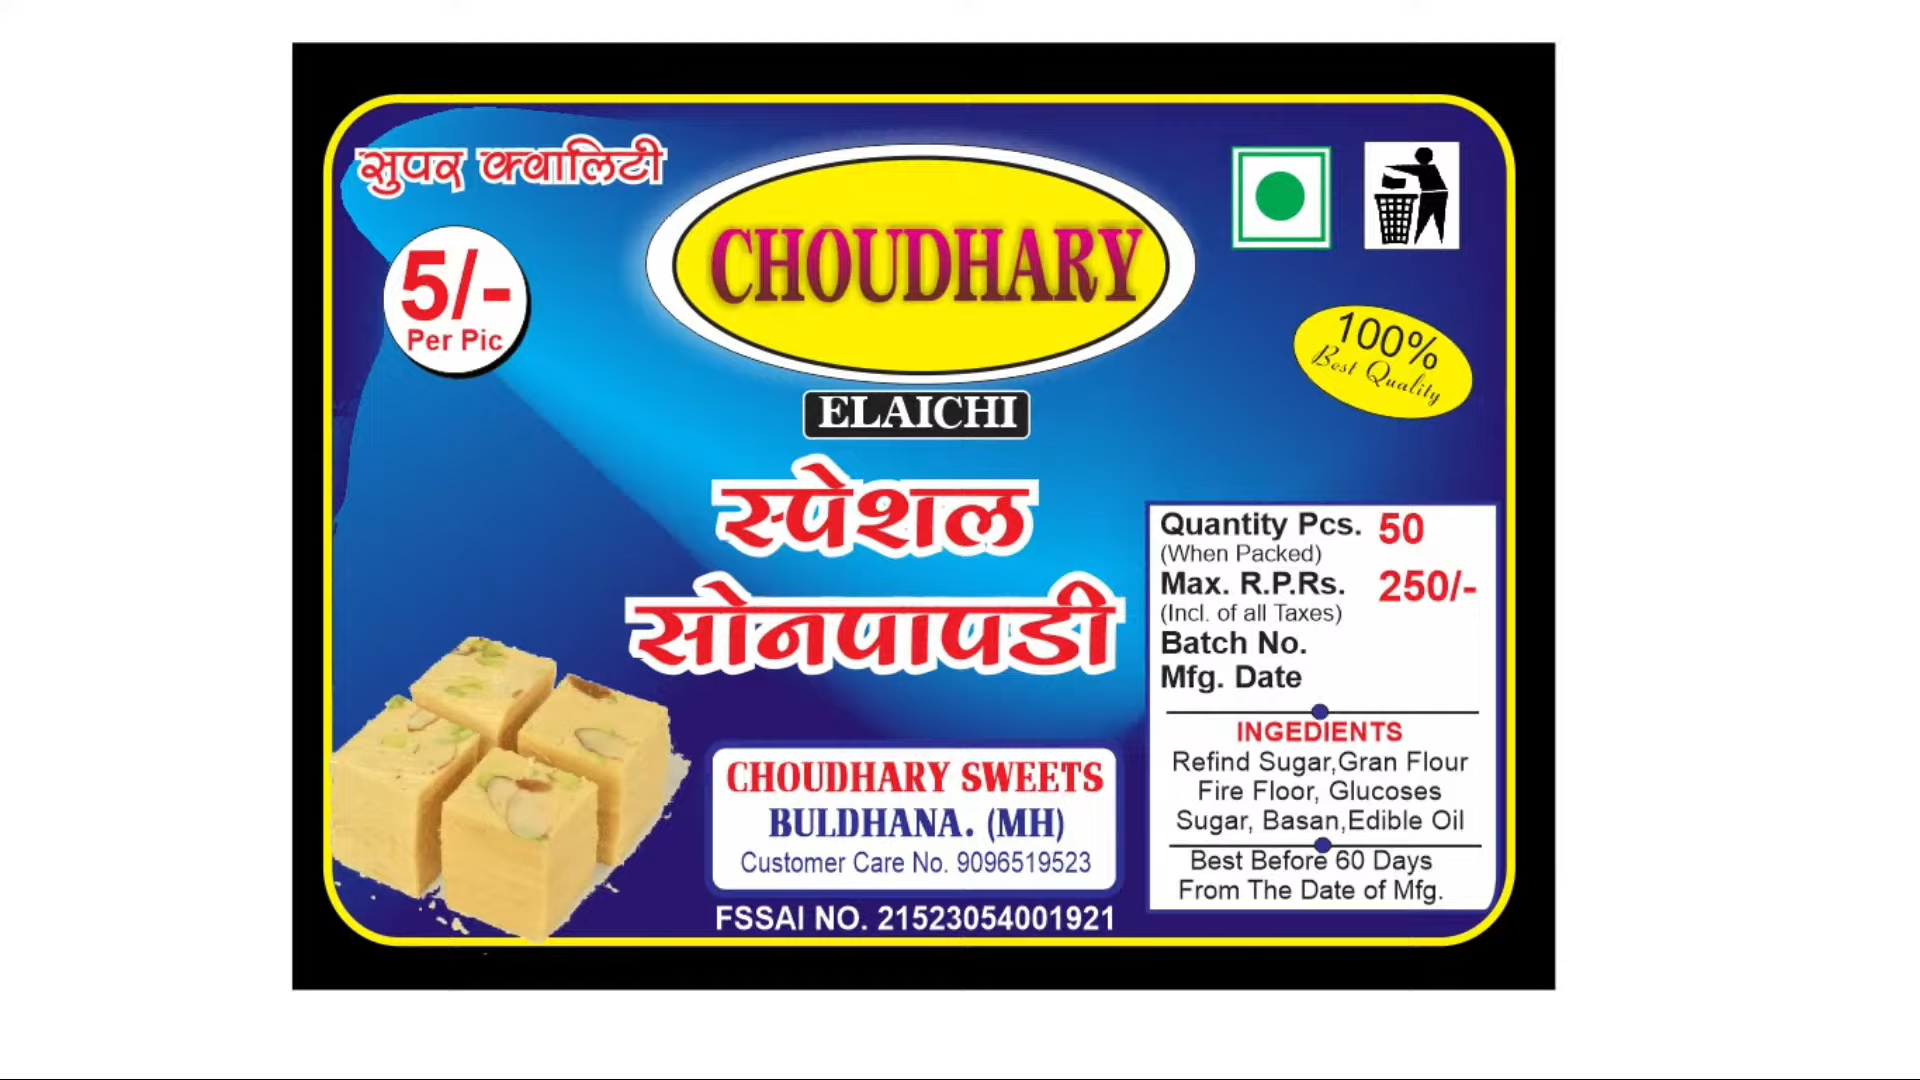 सुपर क्वालिटी
5/-
Per Pic
CHOUDHARY
100%
Best Quality
ELAICHI
स्पेशल
सोनपापडी
Quantity Pcs. 50
(When Packed)
Max. R.P.Rs. 250/-
(Incl. of all Taxes)
Batch No.
Mfg. Date
INGEDIENTS
Refind Sugar,Gran Flour
Fire Floor, Glucoses
Sugar, Basan,Edible Oil
Best Before 60 Days
From The Date of Mfg.
CHOUDHARY SWEETS
BULDHANA. (MH)
Customer Care No. 9096519523
FSSAI NO. 21523054001921